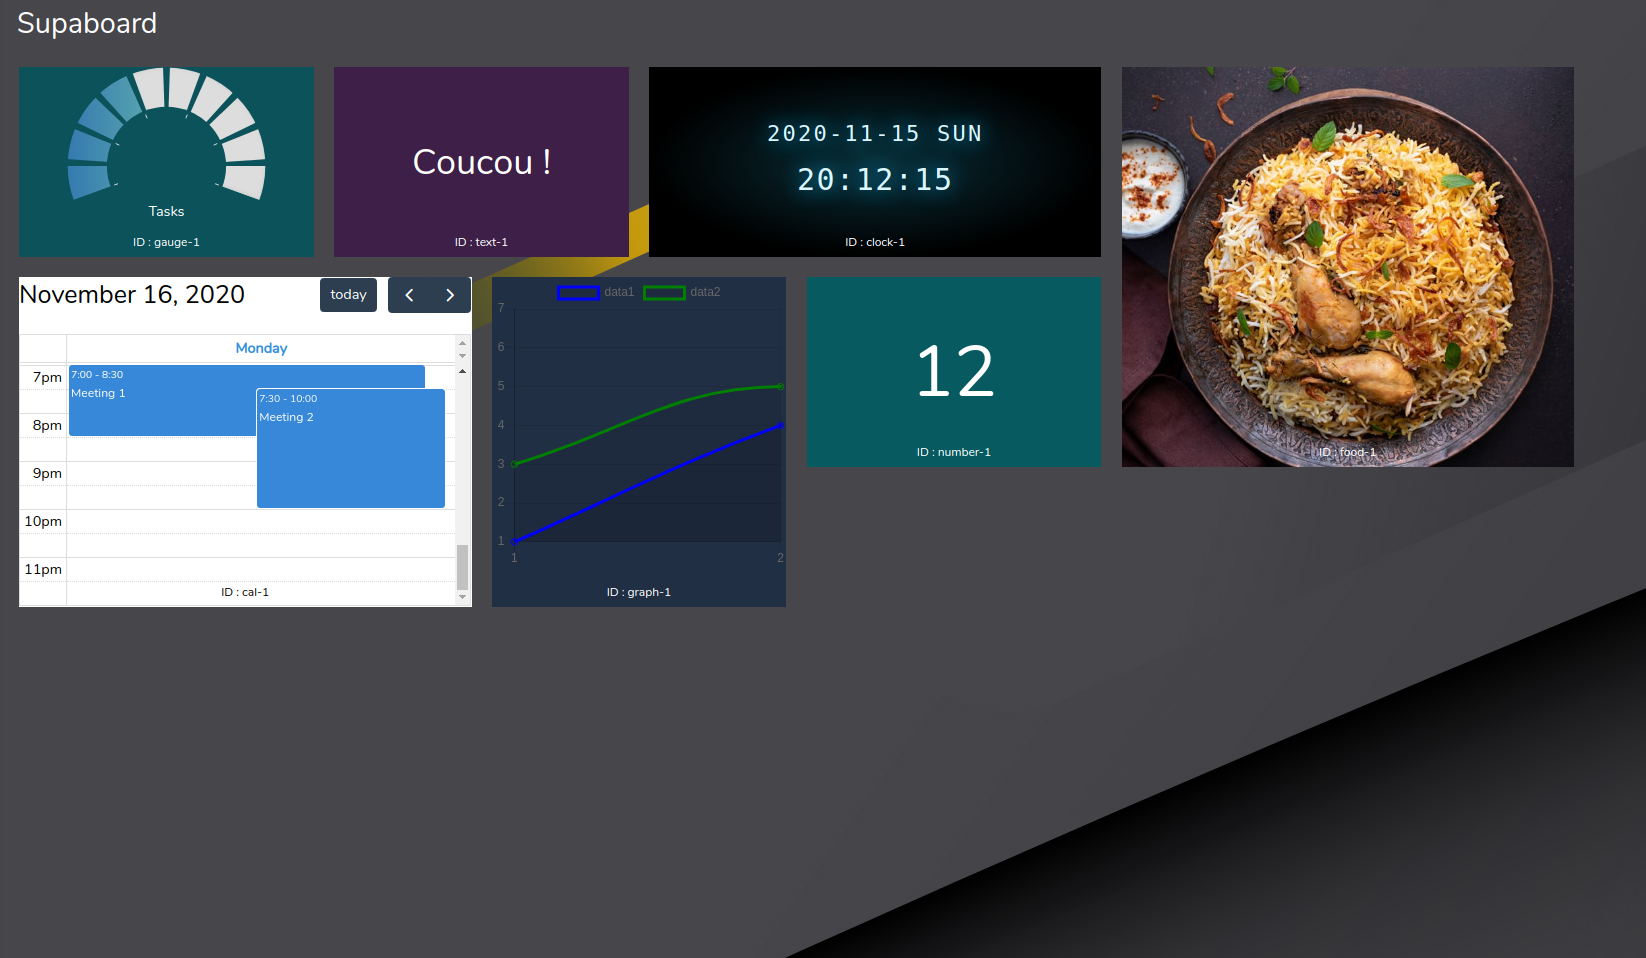 Supaboard
Tasks
ID : gauge-1
Coucou !
ID : text-1
2020-11-15 SUN
20:12:15
ID : clock-1
ID : food-1
November 16, 2020
today
Monday
7pm
7:00 - 8:30
Meeting 1
7:30 - 10:00
Meeting 2
8pm
9pm
10pm
11pm
ID : cal-1
data1 data2
7
6
5
4
3
2
1
1 2
ID : graph-1
12
ID : number-1